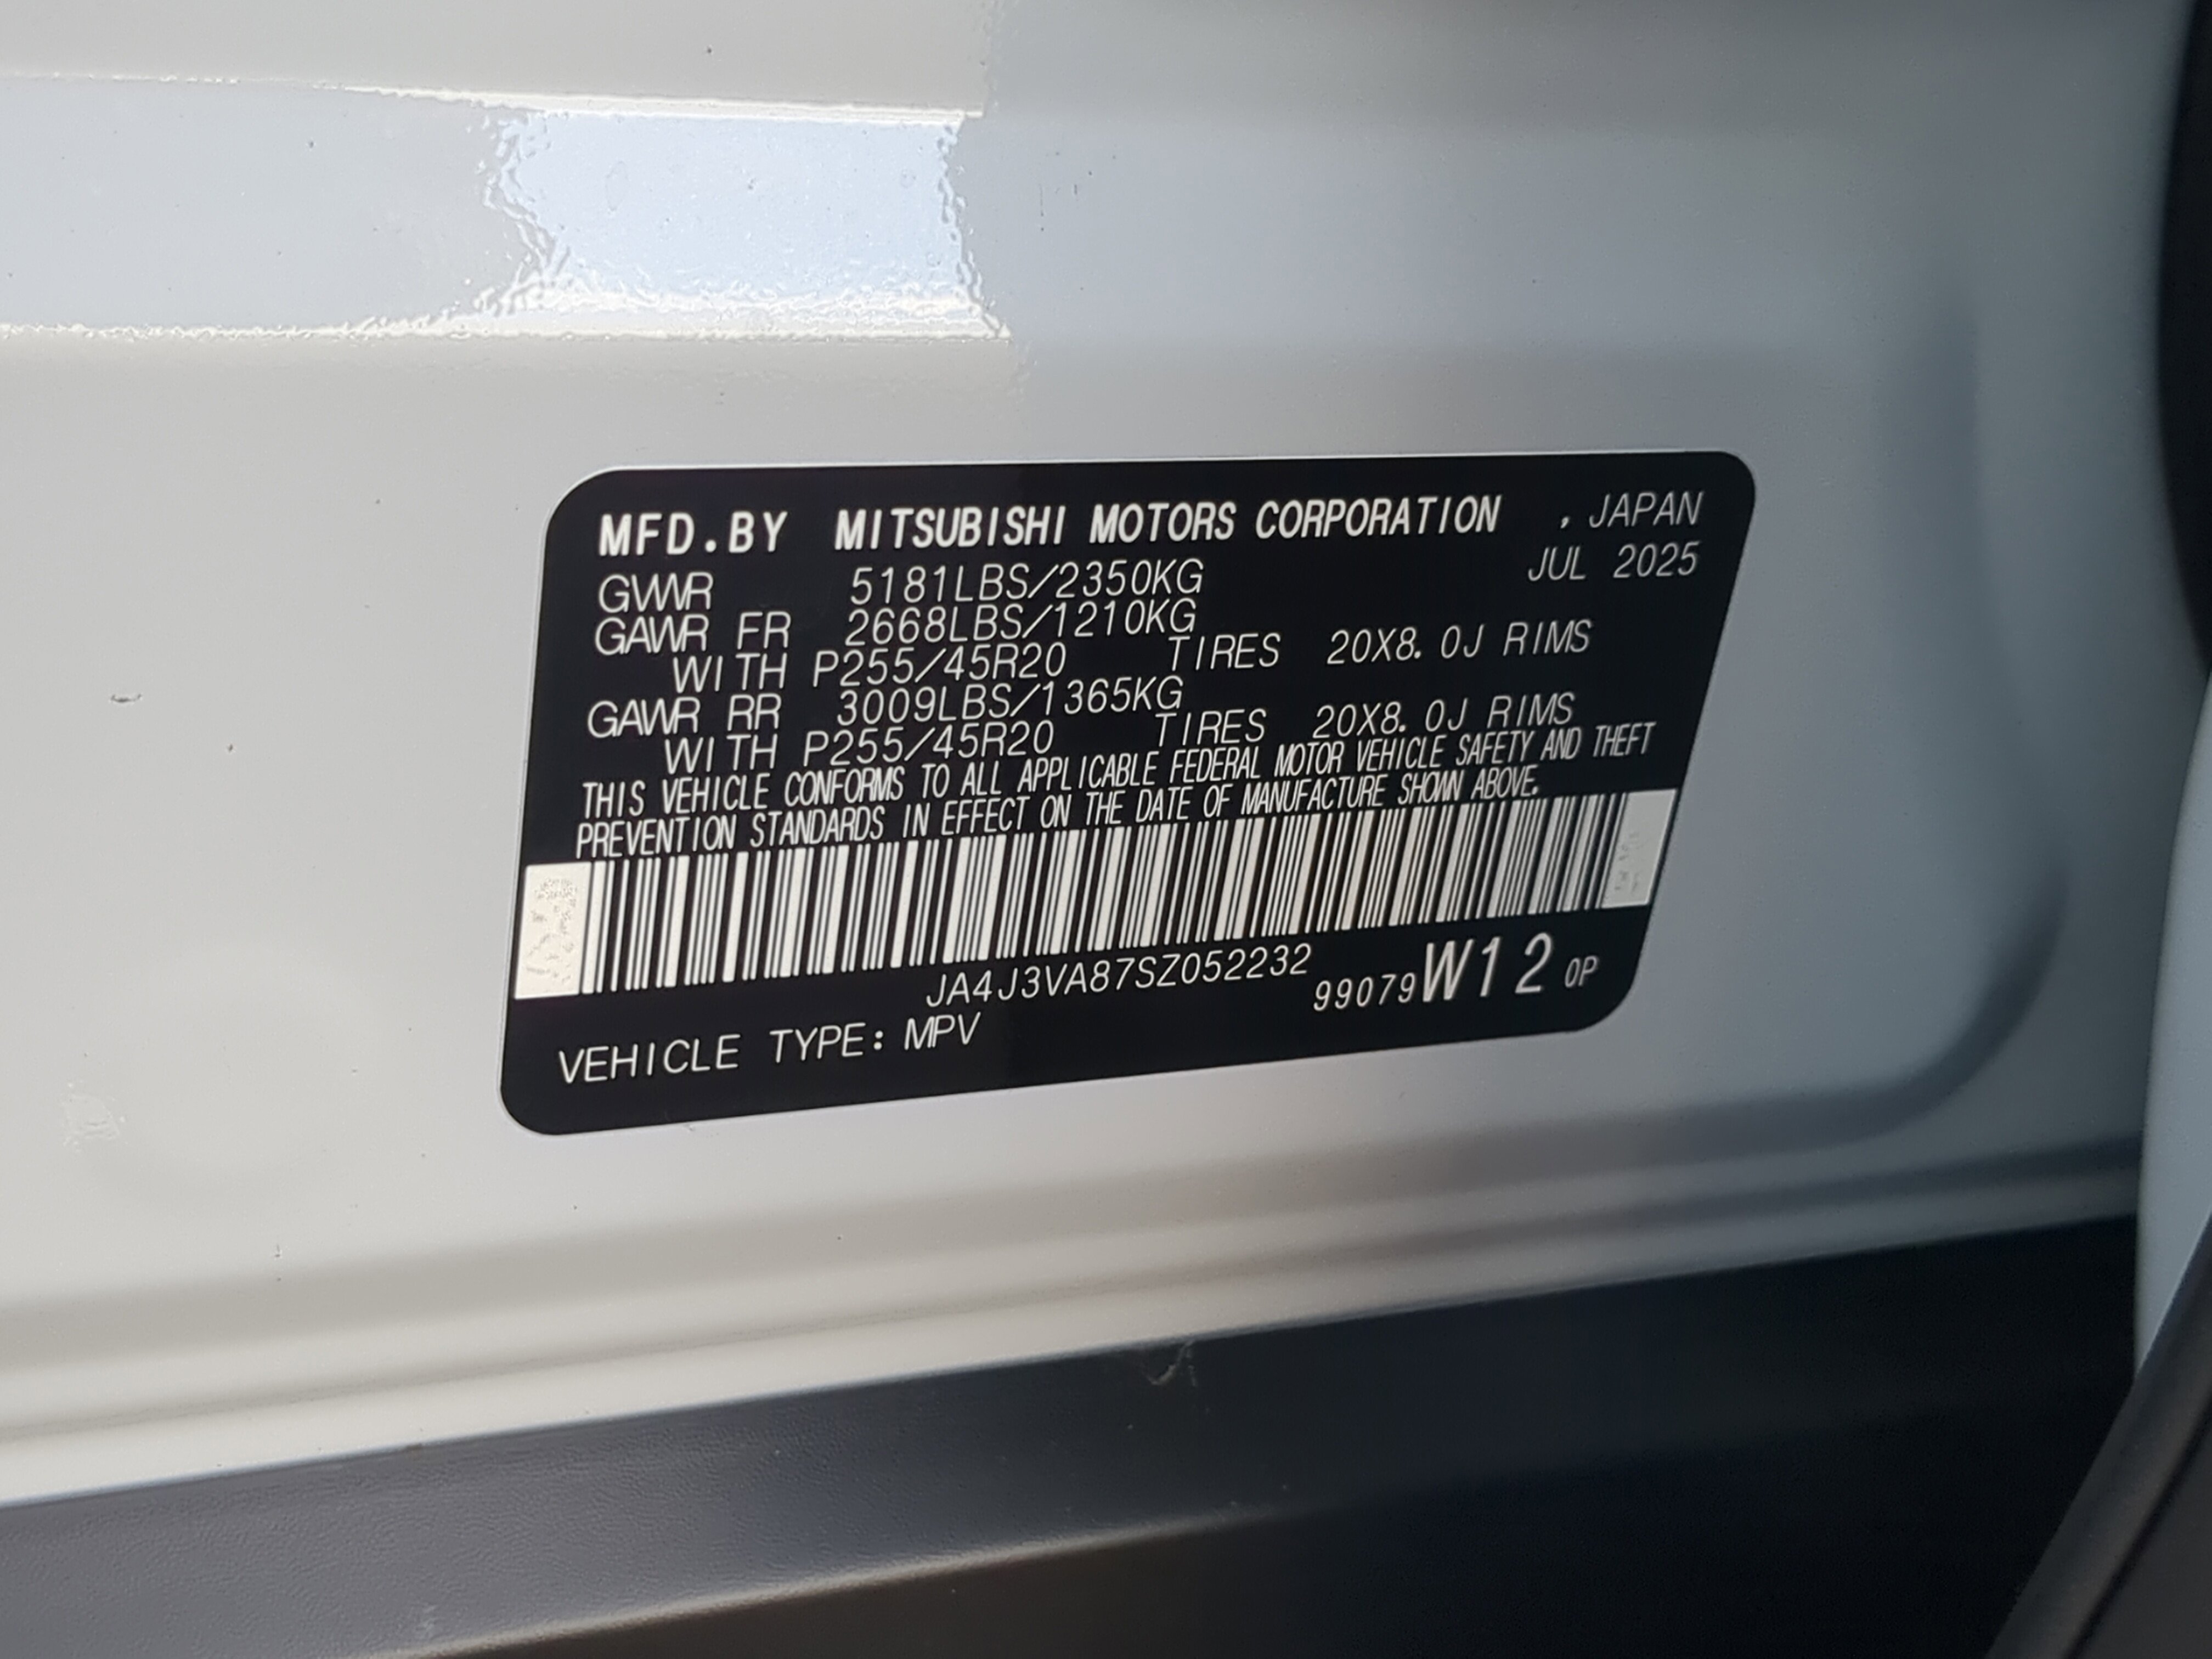 MFD.BY MITSUBISHI MOTORS CORPORATION , JAPAN
JUL 2025
GVWR 5181LBS/2350KG
GAWR FR 2668LBS/1210KG
WITH P255/45R20 TIRES 20X8.0J RIMS
GAWR RR 3009LBS/1365KG
WITH P255/45R20 TIRES 20X8.0J RIMS
THIS VEHICLE CONFORMS TO ALL APPLICABLE FEDERAL MOTOR VEHICLE SAFETY AND THEFT
PREVENTION STANDARDS IN EFFECT ON THE DATE OF MANUFACTURE SHOWN ABOVE.
JA4J3VA87SZ052232 99079 W12 OP
VEHICLE TYPE: MPV